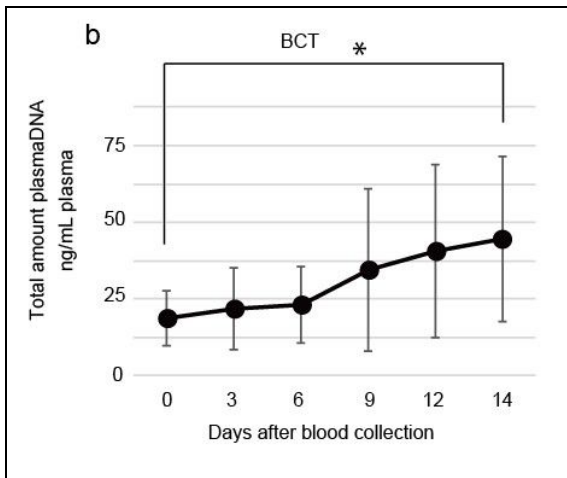 b
BCT
*
Total amount plasmaDNA
ng/mL plasma
75
50
25
0
0 3 6 9 12 14
Days after blood collection